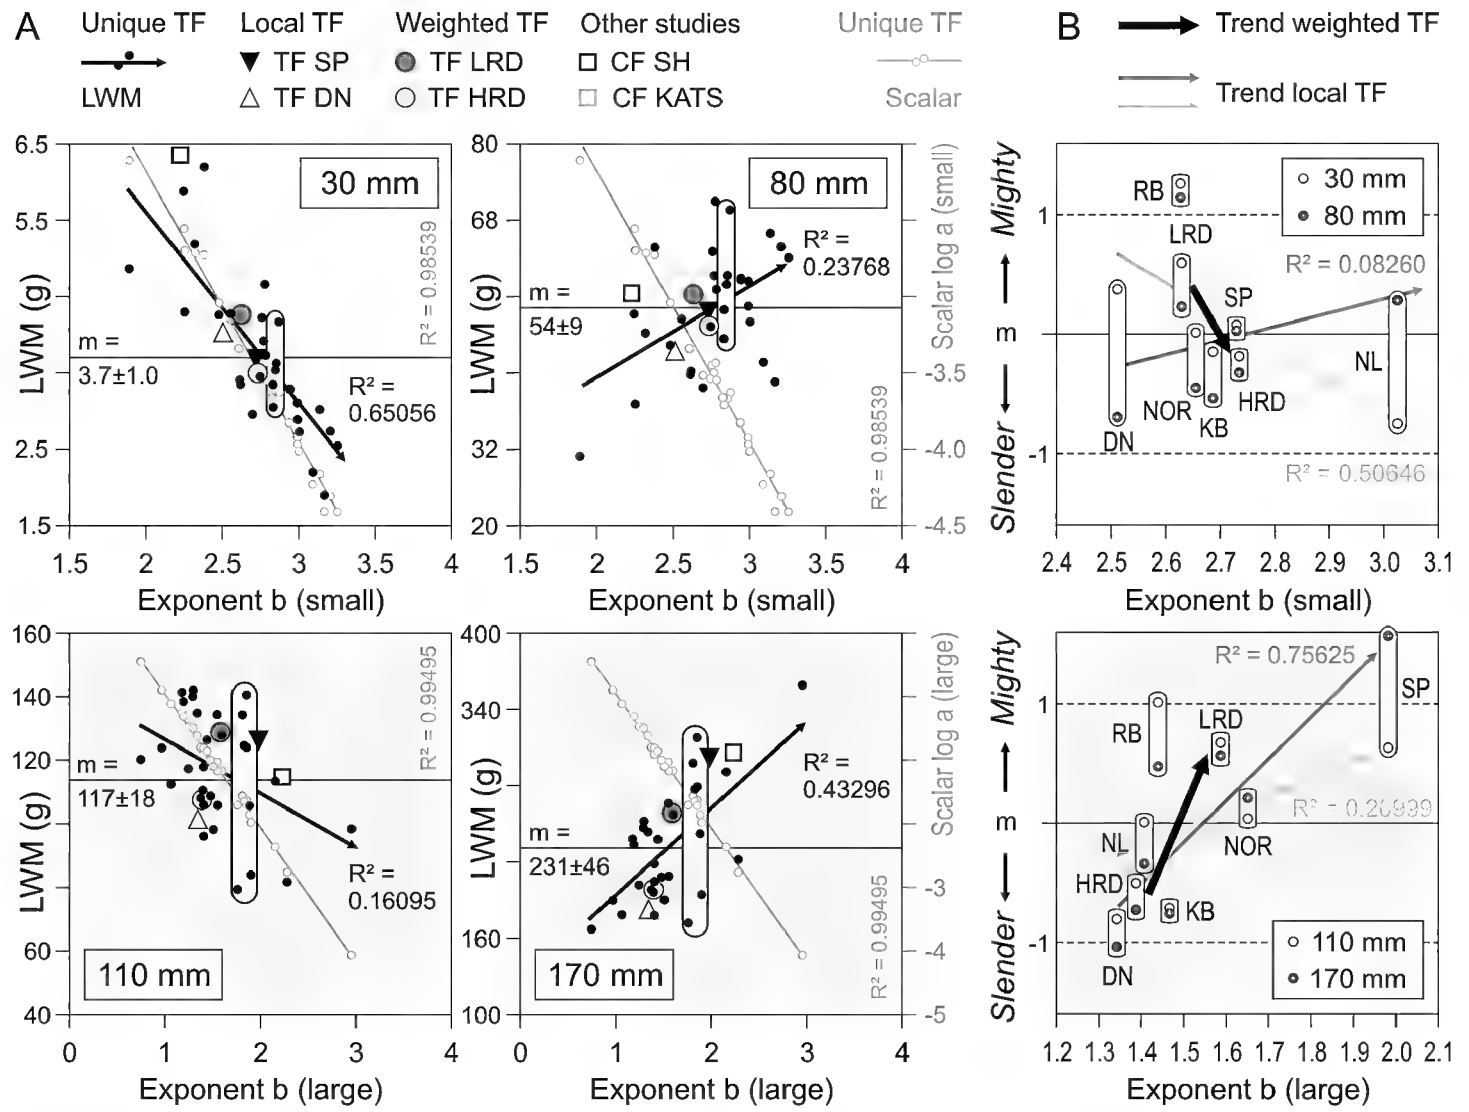 A
Unique TF
Local TF
Weighted TF
Other studies
Unique TF
TF SP
TF LRD
CF SH
LWM
TF DN
TF HRD
CF KATS
Scalar
B
Trend weighted TF
Trend local TF
6.5
5.5
2.5
1.5
LWM (g)
30 mm
m =
3.7±1.0
R² = 0.98539
R² =
0.65056
1.5 2 2.5 3 3.5 4
Exponent b (small)
80
68
32
20
LWM (g)
80 mm
m =
54±9
R² =
0.23768
R² = 0.98539
Scalar log a (small)
-3.5
-4.0
-4.5
2 2.5 3 3.5 4
Exponent b (small)
Mighty
Slender
1
m
-1
RB
LRD
SP
NL
DN
NOR
KB
HRD
30 mm
80 mm
R² = 0.08260
R² = 0.50646
2.4 2.5 2.6 2.7 2.8 2.9 3.0 3.1
Exponent b (small)
160
140
120
60
40
LWM (g)
m =
117±18
R² = 0.99495
R² =
0.16095
110 mm
0 1 2 3 4
Exponent b (large)
400
340
160
100
LWM (g)
m =
231±46
R² =
0.43296
R² = 0.99495
170 mm
Scalar log a (large)
-3
-4
-5
1 2 3 4
Exponent b (large)
Mighty
Slender
1
m
-1
R² = 0.75625
SP
RB
LRD
NL
NOR
HRD
KB
DN
110 mm
170 mm
1.2 1.3 1.4 1.5 1.6 1.7 1.8 1.9 2.0 2.1
Exponent b (large)